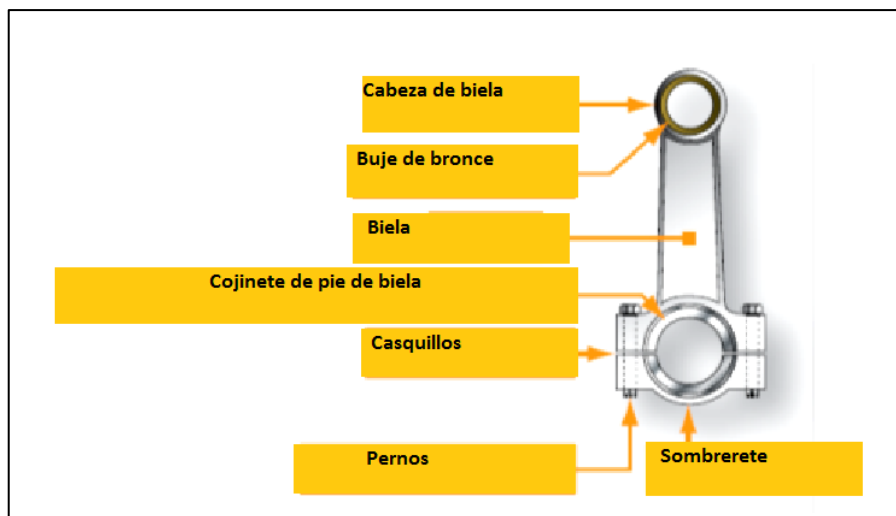 Cabeza de biela
Buje de bronce
Biela
Cojinete de pie de biela
Casquillos
Pernos
Sombrerete